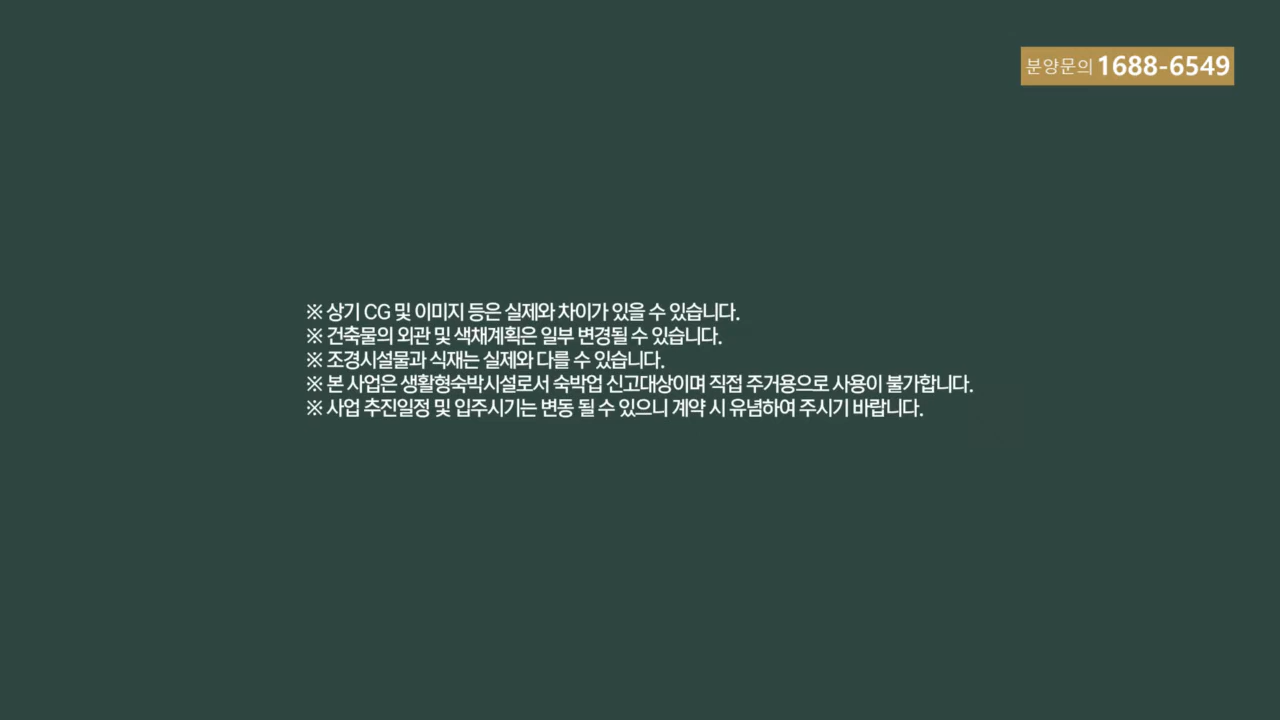 분양문의 1688-6549
※ 상기 CG 및 이미지 등은 실제와 차이가 있을 수 있습니다.
※ 건축물의 외관 및 색채계획은 일부 변경될 수 있습니다.
※ 조경시설물과 식재는 실제와 다를 수 있습니다.
※ 본 사업은 생활형숙박시설로서 숙박업 신고대상이며 직접 주거용으로 사용이 불가합니다.
※ 사업 추진일정 및 입주시기는 변동 될 수 있으니 계약 시 유념하여 주시기 바랍니다.